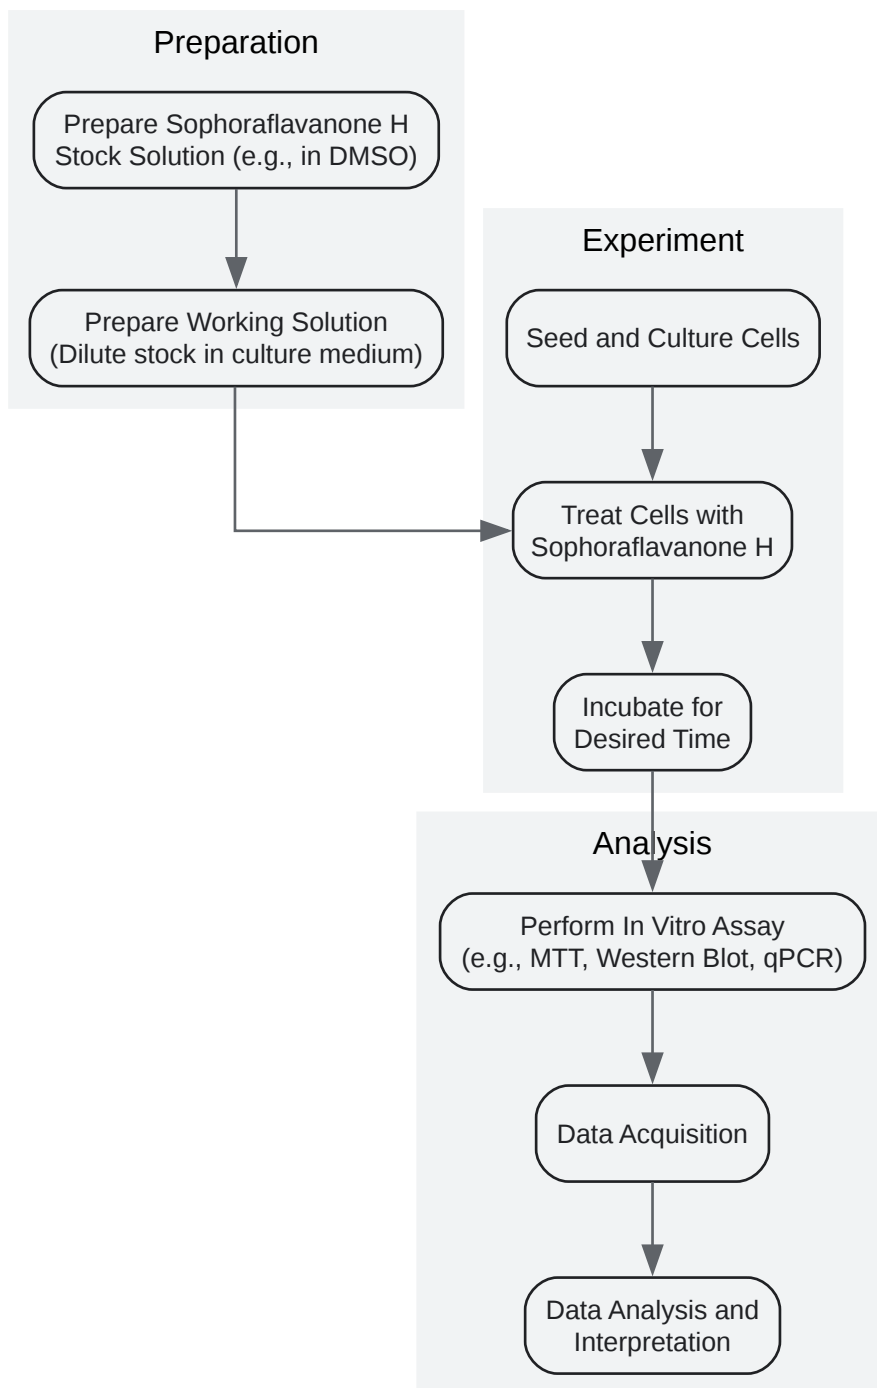 Preparation
Prepare Sophoraflavanone H
Stock Solution (e.g., in DMSO)
Prepare Working Solution
(Dilute stock in culture medium)
Experiment
Seed and Culture Cells
Treat Cells with
Sophoraflavanone H
Incubate for
Desired Time
Analysis
Perform In Vitro Assay
(e.g., MTT, Western Blot, qPCR)
Data Acquisition
Data Analysis and
Interpretation